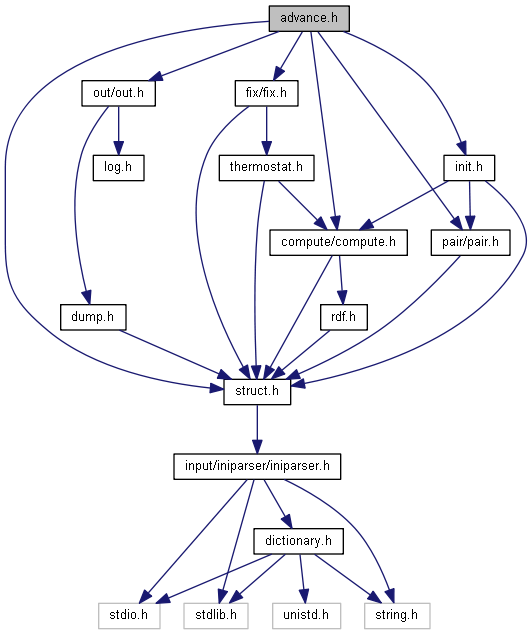 advance.h
out/out.h
fix/fix.h
log.h
thermostat.h
init.h
compute/compute.h
pair/pair.h
dump.h
rdf.h
struct.h
input/iniparser/iniparser.h
dictionary.h
stdio.h
stdlib.h
unistd.h
string.h